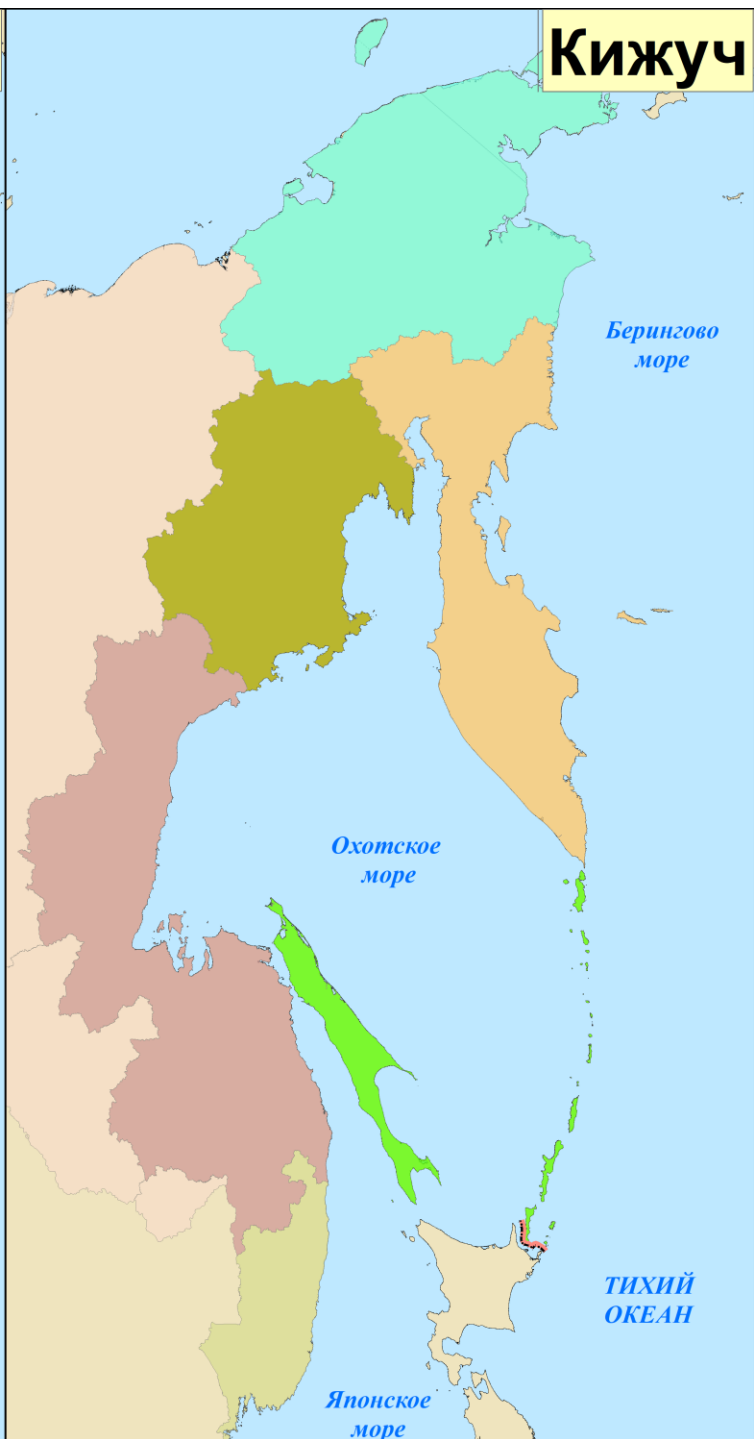 Кижуч
Берингово
море
Охотское
море
ТИХИЙ
ОКЕАН
Японское
море